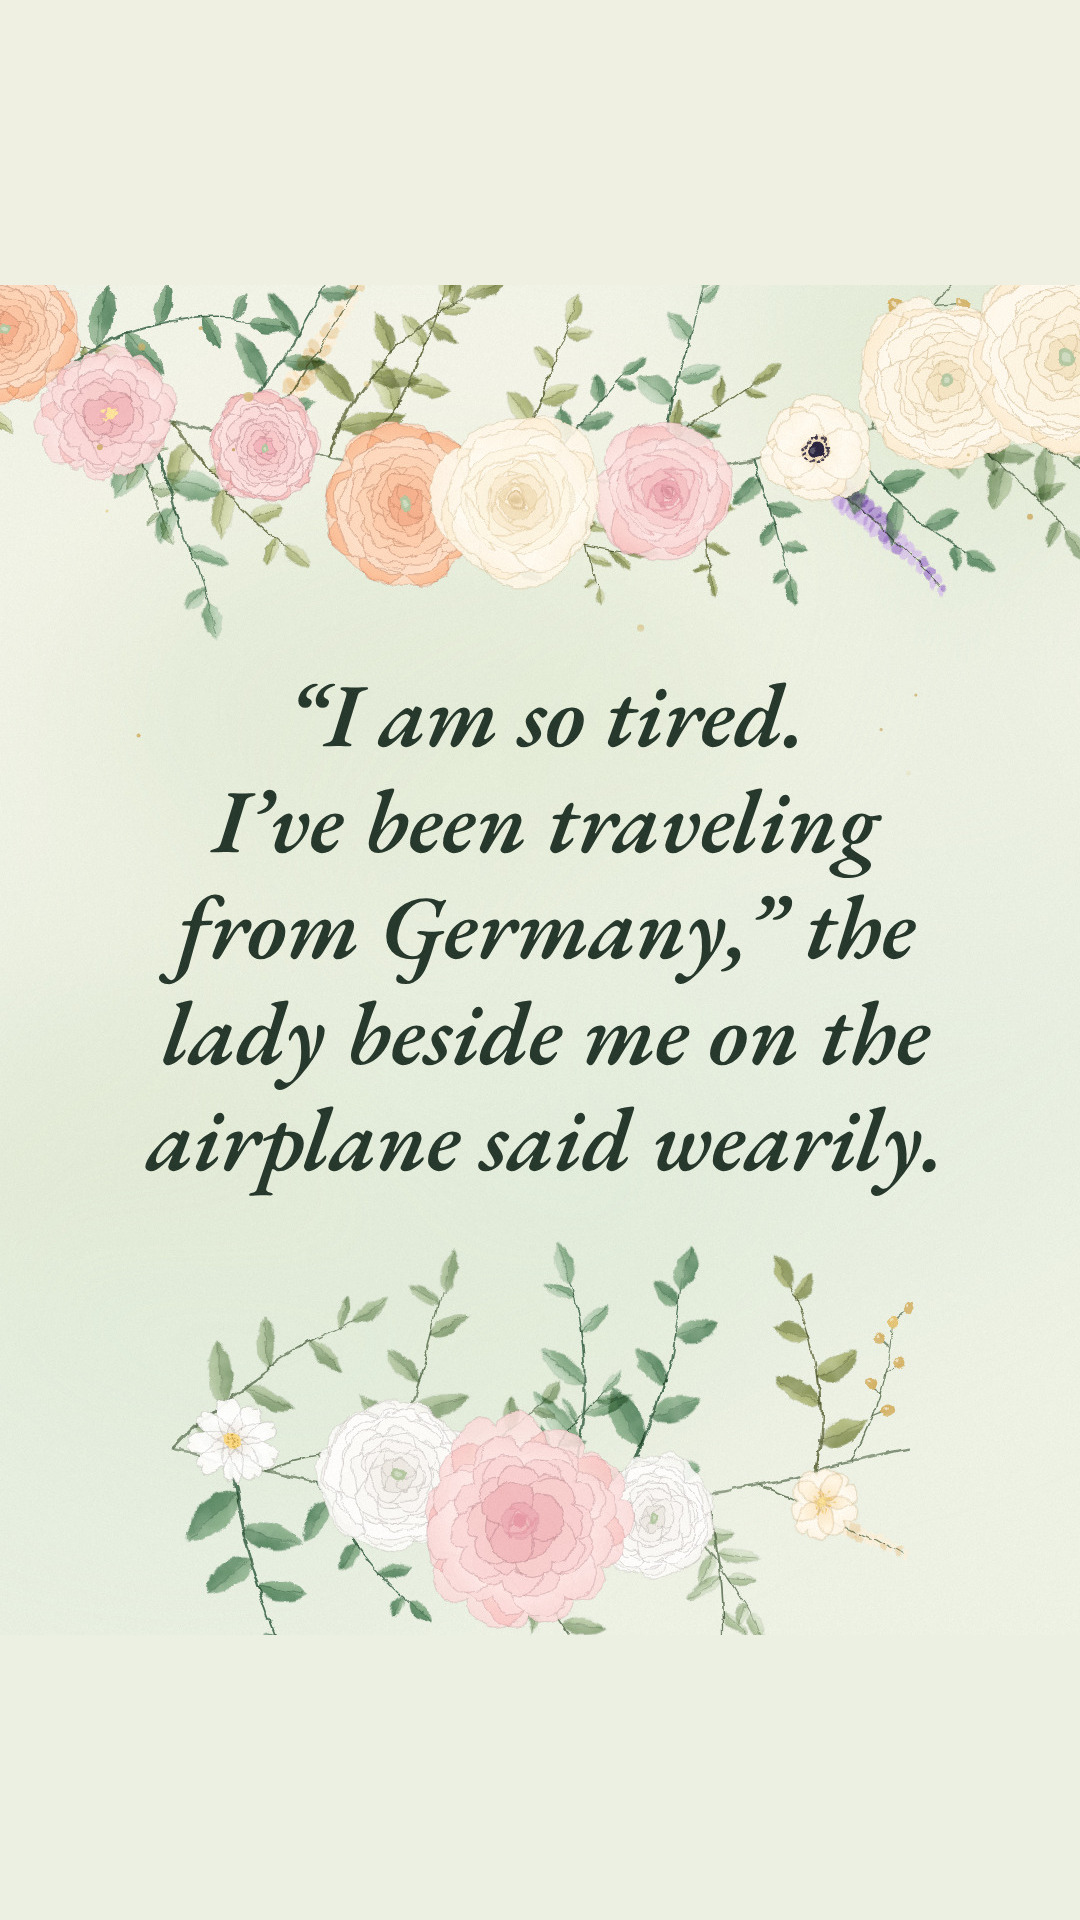 “I am so tired.
I’ve been traveling
from Germany,” the
lady beside me on the
airplane said wearily.